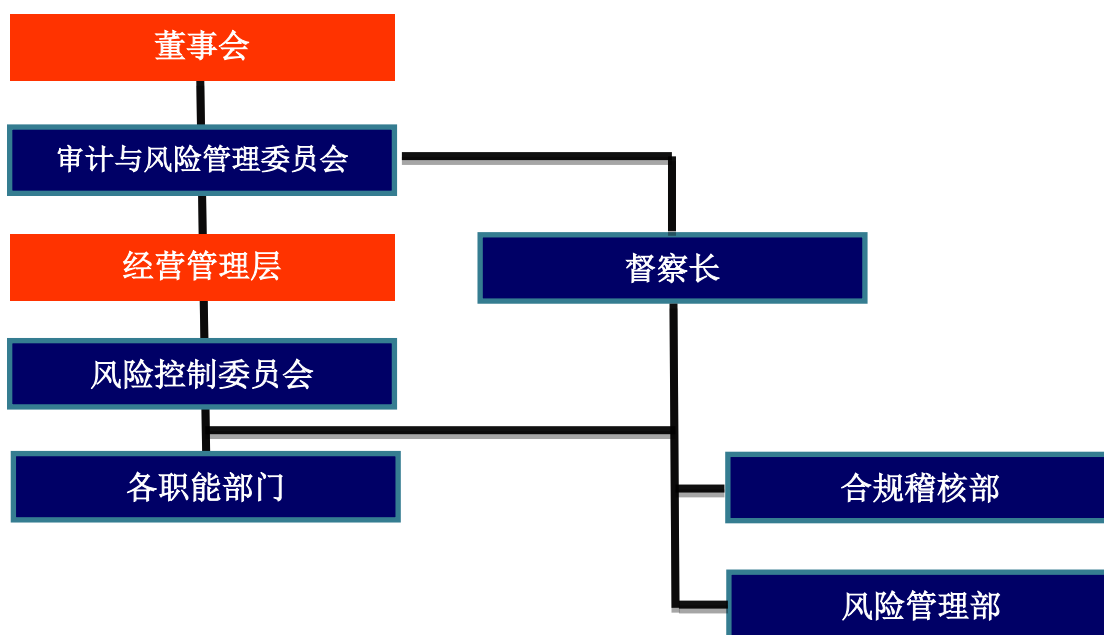 董事会
审计与风险管理委员会
经营管理层
督察长
风险控制委员会
各职能部门
合规稽核部
风险管理部